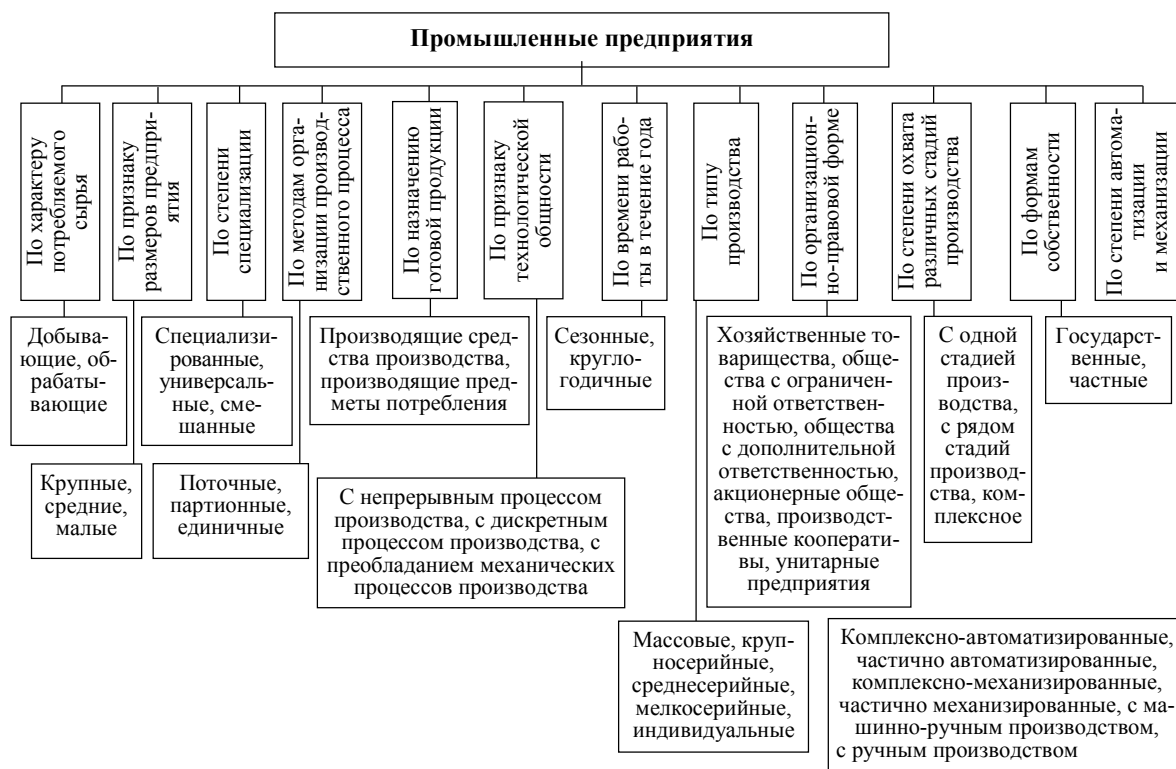 Промышленные предприятия
По характеру
потребляемого
сырья
По признаку
размеров предпри-
ятия
По степени
специализации
По методам орга-
низации производ-
ственного процесса
По назначению
готовой продукции
По признаку
технологической
общности
По времени рабо-
ты в течение года
По типу
производства
По организацион-
но-правовой форме
По степени охвата
различных стадий
производства
По формам
собственности
По степени автома-
тизации
и механизации
Добываю-
ющие, об-
рабаты-
вающие
Специализи-
рованные,
универсаль-
ные, сме-
шанные
Производящие сред-
ства производства,
производящие пред-
меты потребления
Сезонные,
кругло-
годичные
Хозяйственные то-
варищества, обще-
ства с ограничен-
ной ответствен-
ностью, общества
с дополнительной
ответственностью,
акционерные обще-
ства, производст-
венные кооперати-
вы, унитарные
предприятия
С одной
стадией
произ-
водства,
с рядом
стадий
производ-
ства, ком-
плексное
Государст-
венные,
частные
Крупные,
средние,
малые
Поточные,
партионные,
единичные
С непрерывным процессом
производства, с дискретным
процессом производства, с
преобладанием механических
процессов производства
Массовые, круп-
носерийные,
среднесерийные,
мелкосерийные,
индивидуальные
Комплексно-автоматизированные,
частично автоматизированные,
комплексно-механизированные,
частично механизированные, с ма-
шинно-ручным производством,
с ручным производством